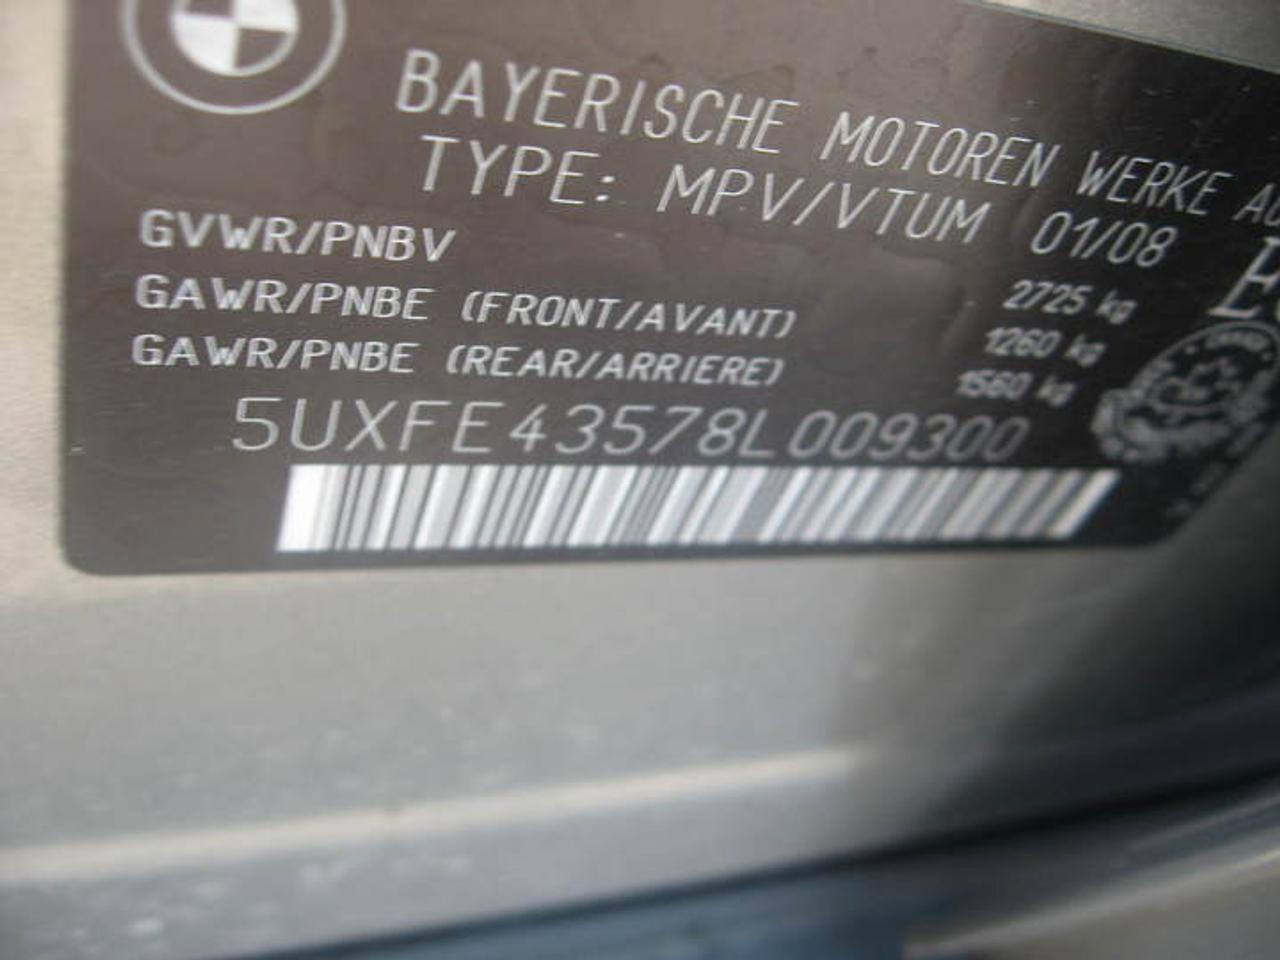 BAYERISCHE MOTOREN WERKE
TYPE: MPV/VTUM 01/08
GVWR/PNBV 2725 kg
GAWR/PNBE (FRONT/AVANT) 1260 kg
GAWR/PNBE (REAR/ARRIERE) 1560 kg
5UXFE43578L009300